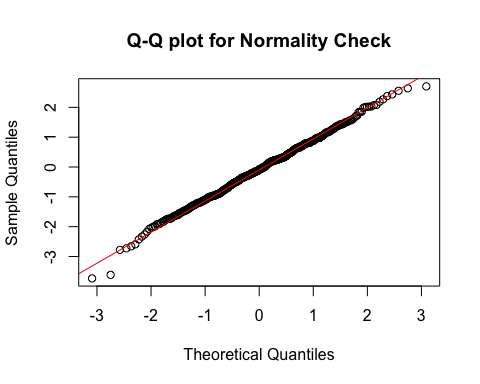 Q-Q plot for Normality Check
Sample Quantiles
2
1
0
-1
-2
-3
-3 -2 -1 0 1 2 3
Theoretical Quantiles